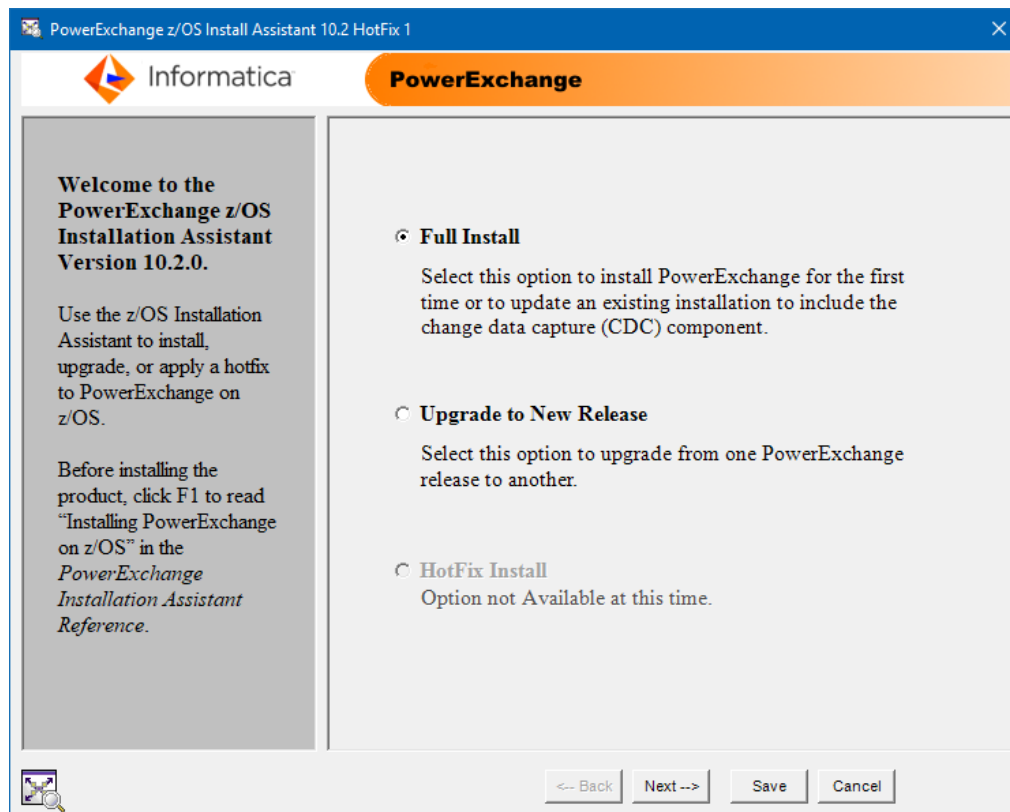 PowerExchange z/OS Install Assistant 10.2 HotFix 1
Informatica
PowerExchange
Welcome to the
PowerExchange z/OS
Installation Assistant
Version 10.2.0.
Use the z/OS Installation
Assistant to install,
upgrade, or apply a hotfix
to PowerExchange on
z/OS.
Before installing the
product, click F1 to read
“Installing PowerExchange
on z/OS” in the
PowerExchange
Installation Assistant
Reference.
Full Install
Select this option to install PowerExchange for the first
time or to update an existing installation to include the
change data capture (CDC) component.
Upgrade to New Release
Select this option to upgrade from one PowerExchange
release to another.
HotFix Install
Option not Available at this time.
<-- Back Next --> Save Cancel